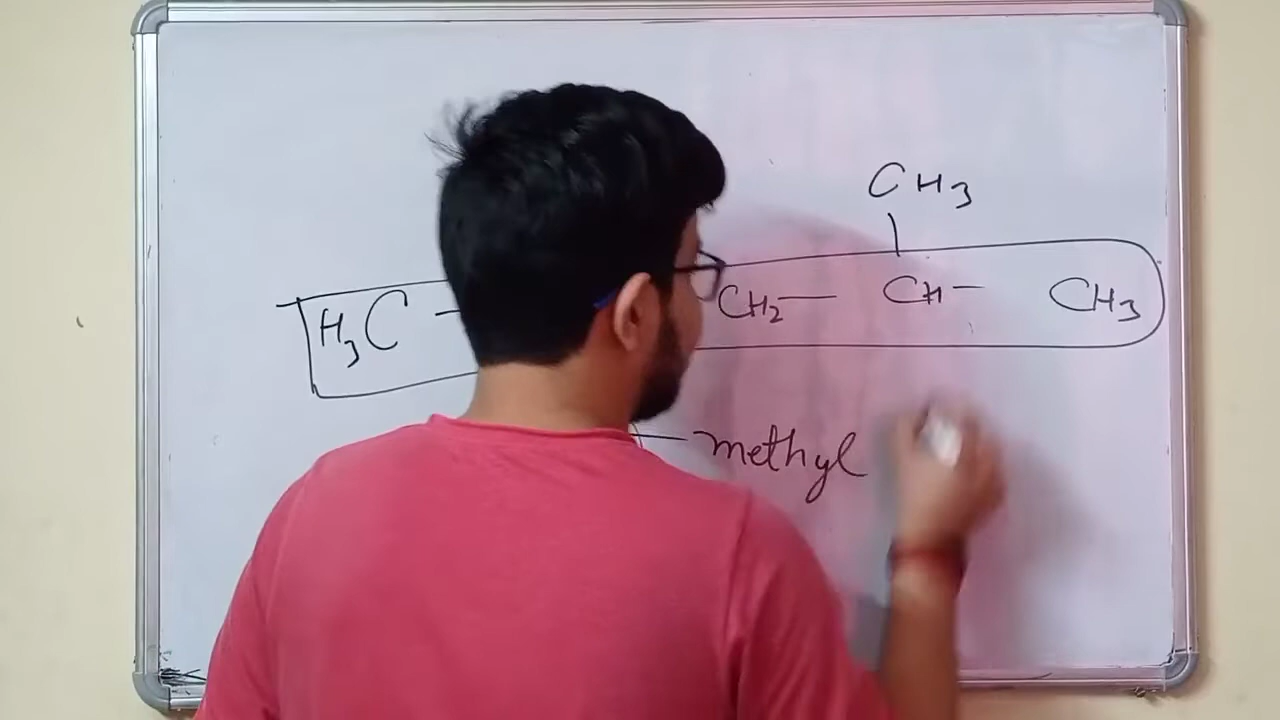 CH3
H3C — CH2 — CH — CH3
— methyl